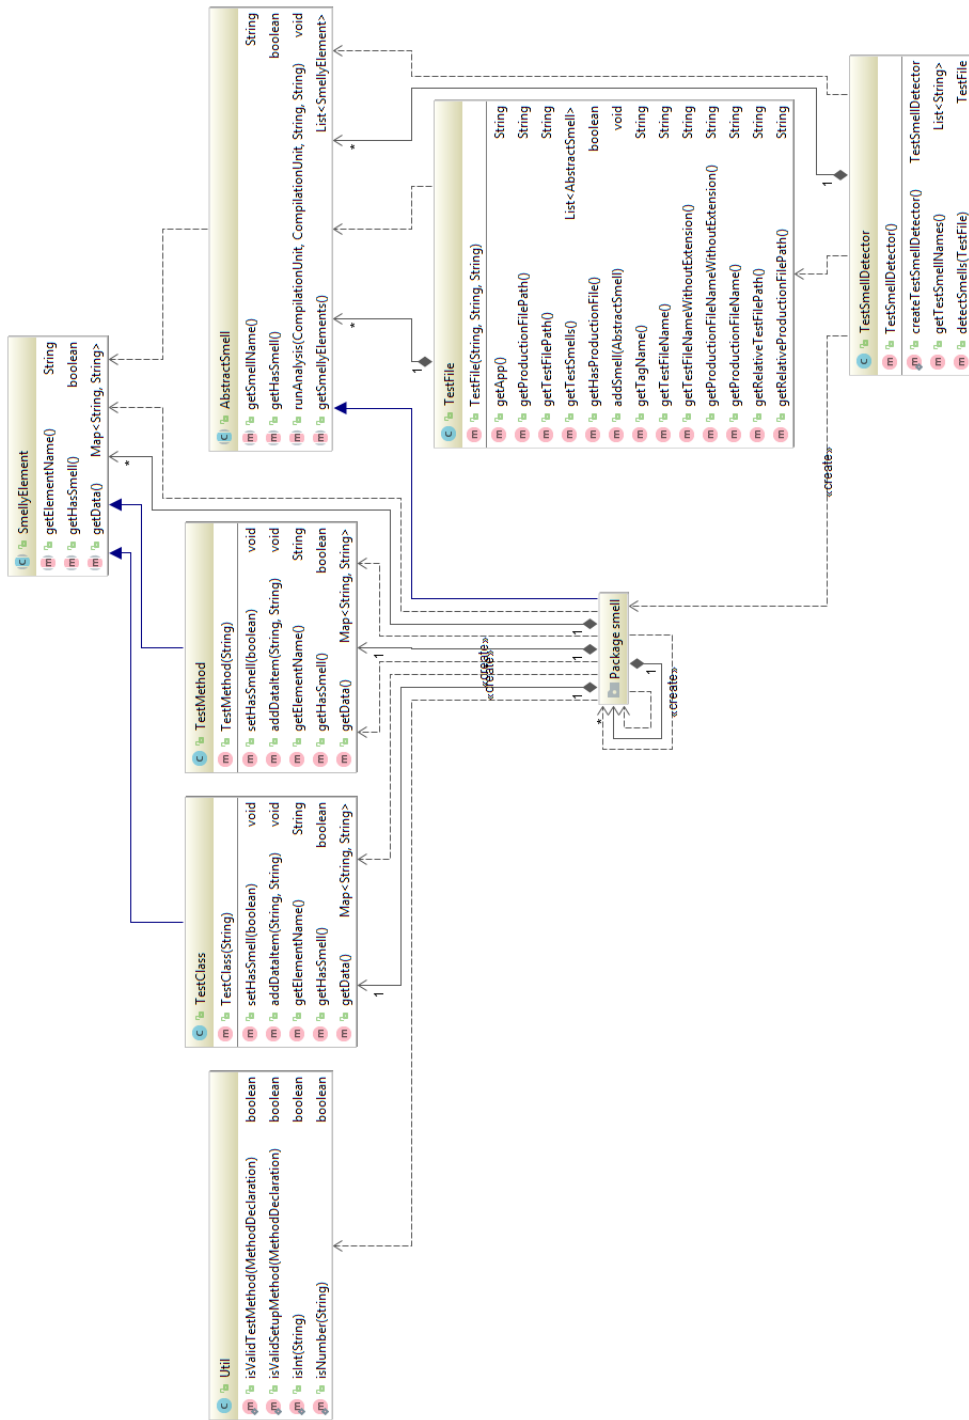 SmellyElement
getElementName() String
getHasSmell() boolean
getData() Map<String, String>
*
Util
isValidTestMethod(MethodDeclaration) boolean
isValidSetupMethod(MethodDeclaration) boolean
isInt(String) boolean
isNumber(String) boolean
TestClass
TestClass(String)
setHasSmell(boolean) void
addDataItem(String, String) void
getElementName() String
getHasSmell() boolean
getData() Map<String, String>
1
TestMethod
TestMethod(String)
setHasSmell(boolean) void
addDataItem(String, String) void
getElementName() String
getHasSmell() boolean
getData() Map<String, String>
1
AbstractSmell
getSmellName() String
getHasSmell() boolean
runAnalysis(CompilationUnit, CompilationUnit, String, String) void
getSmellyElements() List<SmellyElement>
*
*
1
TestFile
TestFile(String, String, String)
getApp() String
getProductionFilePath() String
getTestFilePath() String
getTestSmells() List<AbstractSmell>
getHasProductionFile() boolean
addSmell(AbstractSmell) void
getTagName() String
getTestFileName() String
getTestFileNameWithoutExtension() String
getProductionFileNameWithoutExtension() String
getProductionFileName() String
getRelativeTestFilePath() String
getRelativeProductionFilePath() String
«create»
«create»
1
1
1
Package smell
*
1
«create»
«create»
1
TestSmellDetector
TestSmellDetector()
createTestSmellDetector() TestSmellDetector
getTestSmellNames() List<String>
detectSmells(TestFile) TestFile